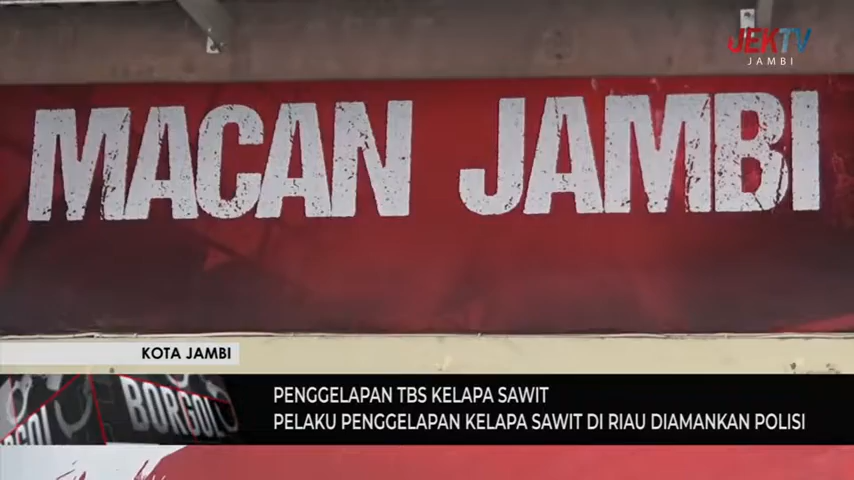 JEKTV
JAMBI
MACAN JAMBI
KOTA JAMBI
BORGOL
PENGGELAPAN TBS KELAPA SAWIT
PELAKU PENGGELAPAN KELAPA SAWIT DI RIAU DIAMANKAN POLISI